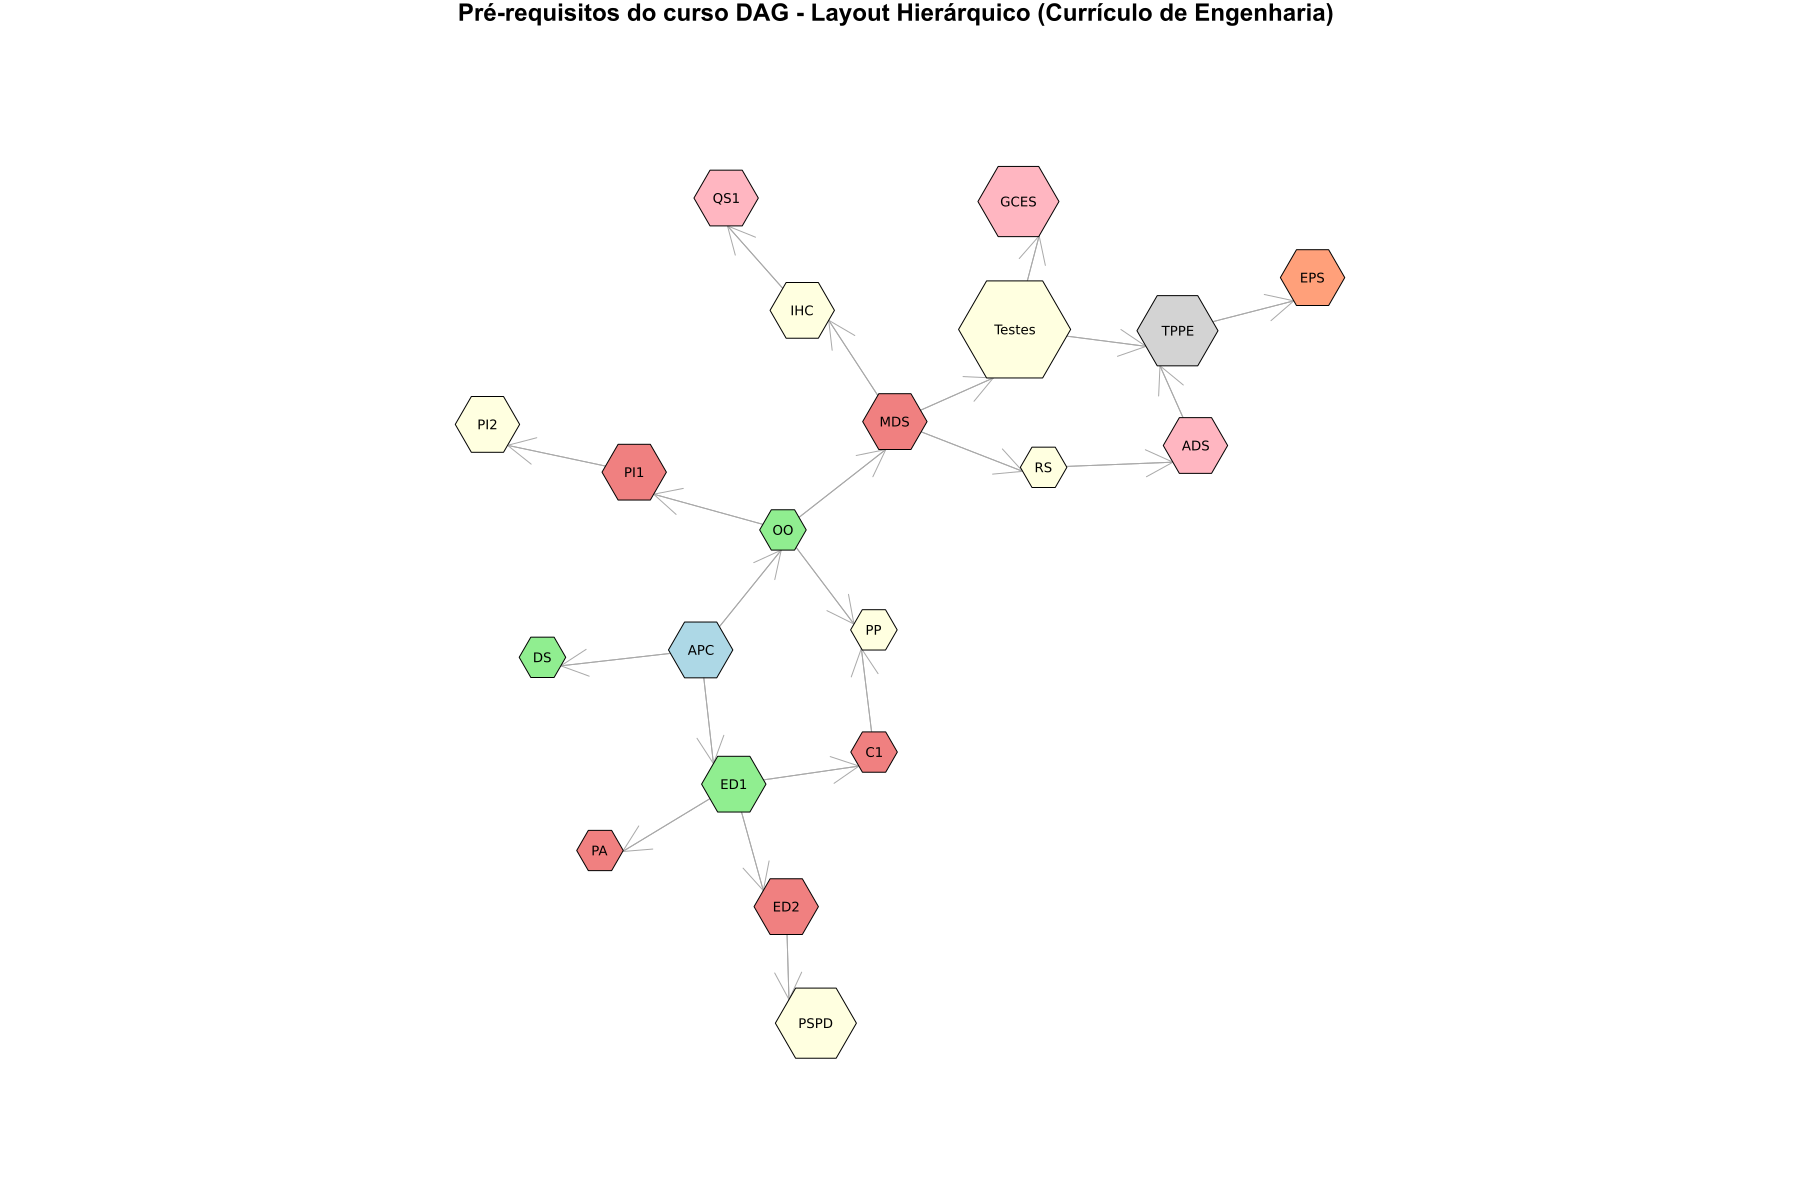 Pré-requisitos do curso DAG - Layout Hierárquico (Currículo de Engenharia)
QS1
GCES
EPS
IHC
Testes
TPPE
MDS
PI2
ADS
RS
PI1
OO
PP
APC
DS
C1
ED1
PA
ED2
PSPD